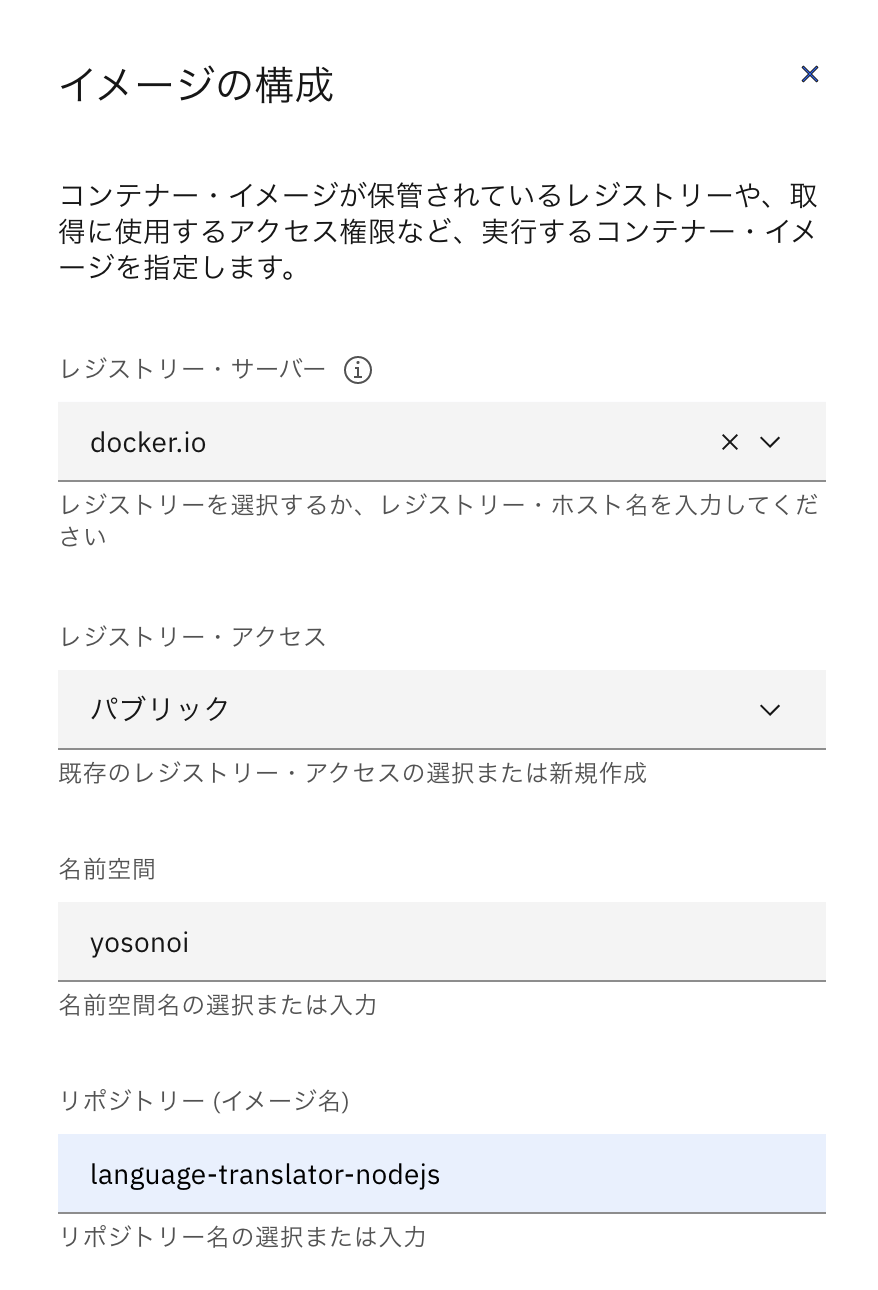 イメージの構成
コンテナー・イメージが保管されているレジストリーや、取
得に使用するアクセス権限など、実行するコンテナー・イメ
ージを指定します。
レジストリー・サーバー
docker.io
レジストリーを選択するか、レジストリー・ホスト名を入力してくだ
さい
レジストリー・アクセス
パブリック
既存のレジストリー・アクセスの選択または新規作成
名前空間
yosonoi
名前空間名の選択または入力
リポジトリー (イメージ名)
language-translator-nodejs
リポジトリー名の選択または入力